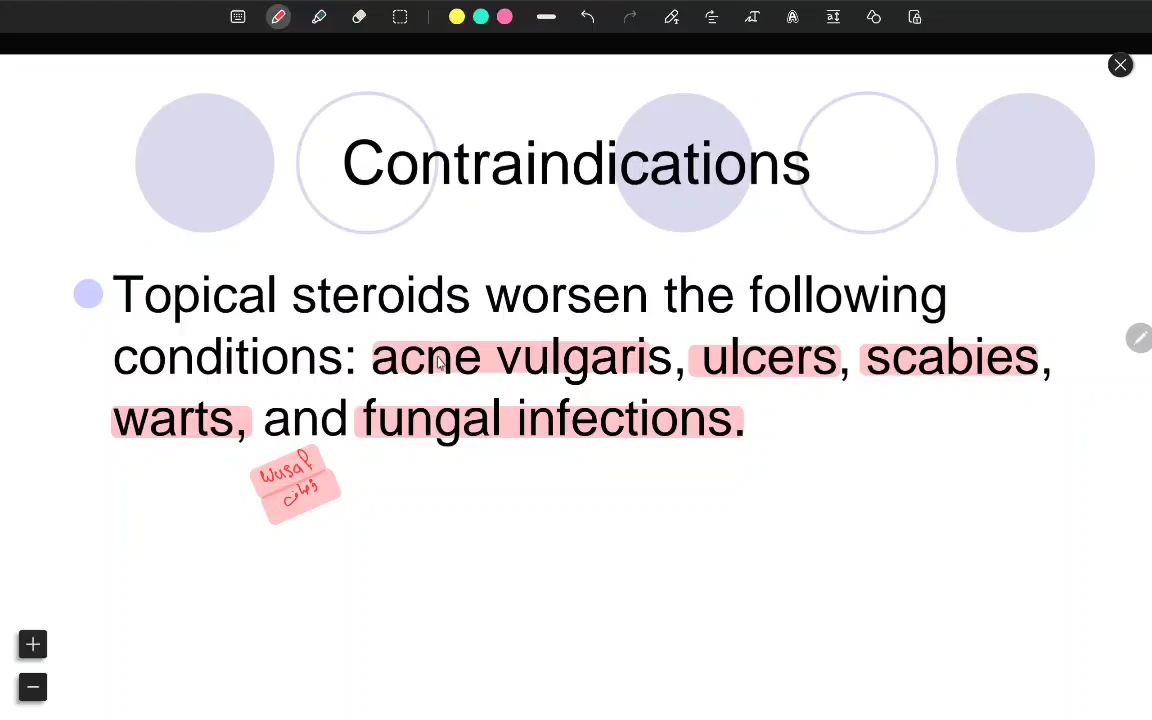 Contraindications
Topical steroids worsen the following
conditions: acne vulgaris, ulcers, scabies,
warts, and fungal infections.